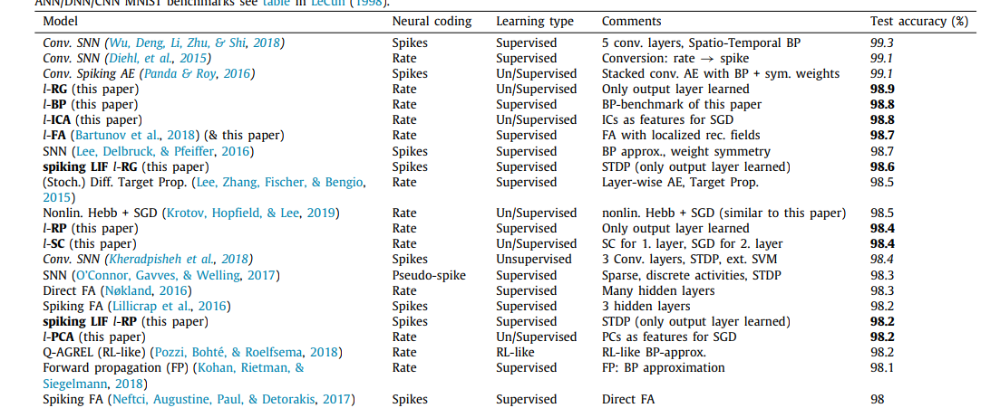 ANN/DNN/CNN MNIST benchmarks see table in LeCun (1998).
Model Neural coding Learning type Comments Test accuracy (%)
Conv. SNN (Wu, Deng, Li, Zhu, & Shi, 2018) Spikes Supervised 5 conv. layers, Spatio-Temporal BP 99.3
Conv. SNN (Diehl, et al., 2015) Rate Supervised Conversion: rate → spike 99.1
Conv. Spiking AE (Panda & Roy, 2016) Spikes Un/Supervised Stacked conv. AE with BP + sym. weights 99.1
l-RG (this paper) Rate Un/Supervised Only output layer learned 98.9
l-BP (this paper) Rate Supervised BP-benchmark of this paper 98.8
l-ICA (this paper) Rate Un/Supervised ICs as features for SGD 98.8
l-FA (Bartunov et al., 2018) (& this paper) Rate Supervised FA with localized rec. fields 98.7
SNN (Lee, Delbruck, & Pfeiffer, 2016) Spikes Supervised BP approx., weight symmetry 98.7
spiking LIF l-RG (this paper) Spikes Supervised STDP (only output layer learned) 98.6
(Stoch.) Diff. Target Prop. (Lee, Zhang, Fischer, & Bengio, Rate Supervised Layer-wise AE, Target Prop. 98.5
2015)
Nonlin. Hebb + SGD (Krotov, Hopfield, & Lee, 2019) Rate Un/Supervised nonlin. Hebb + SGD (similar to this paper) 98.5
l-RP (this paper) Rate Supervised Only output layer learned 98.4
l-SC (this paper) Rate Un/Supervised SC for 1. layer, SGD for 2. layer 98.4
Conv. SNN (Kheradpisheh et al., 2018) Spikes Unsupervised 3 Conv. layers, STDP, ext. SVM 98.4
SNN (O'Connor, Gavves, & Welling, 2017) Pseudo-spike Supervised Sparse, discrete activities, STDP 98.3
Direct FA (Nøkland, 2016) Rate Supervised Many hidden layers 98.3
Spiking FA (Lillicrap et al., 2016) Spikes Supervised 3 hidden layers 98.2
spiking LIF l-RP (this paper) Spikes Supervised STDP (only output layer learned) 98.2
l-PCA (this paper) Rate Un/Supervised PCs as features for SGD 98.2
Q-AGREL (RL-like) (Pozzi, Bohté, & Roelfsema, 2018) Rate RL-like RL-like BP-approx. 98.2
Forward propagation (FP) (Kohan, Rietman, & Rate Supervised FP: BP approximation 98.1
Siegelmann, 2018)
Spiking FA (Neftci, Augustine, Paul, & Detorakis, 2017) Spikes Supervised Direct FA 98